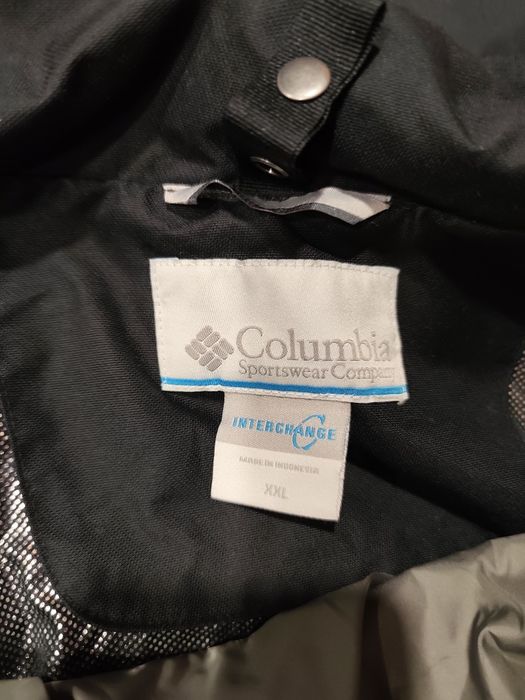 Columbia
Sportswear Company
INTERCHANGE
MADE IN INDONESIA
XXL